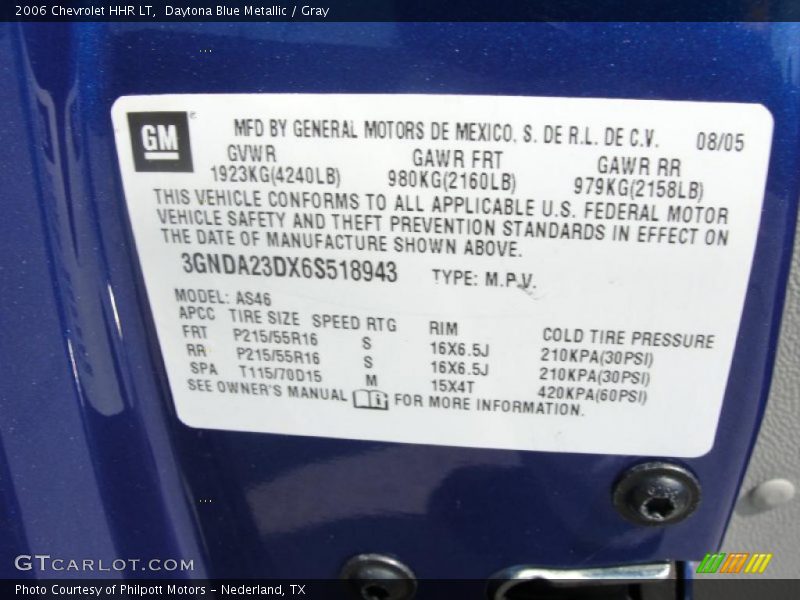 2006 Chevrolet HHR LT, Daytona Blue Metallic / Gray
GM
MFD BY GENERAL MOTORS DE MEXICO, S. DE R.L. DE C.V. 08/05
GVWR GAWR FRT GAWR RR
1923KG(4240LB) 980KG(2160LB) 979KG(2158LB)
THIS VEHICLE CONFORMS TO ALL APPLICABLE U.S. FEDERAL MOTOR
VEHICLE SAFETY AND THEFT PREVENTION STANDARDS IN EFFECT ON
THE DATE OF MANUFACTURE SHOWN ABOVE.
3GNDA23DX6S518943 TYPE: M.P.V.
MODEL: AS46
APCC TIRE SIZE SPEED RTG RIM COLD TIRE PRESSURE
FRT P215/55R16 S 16X6.5J 210KPA(30PSI)
RR P215/55R16 S 16X6.5J 210KPA(30PSI)
SPA T115/70D15 M 15X4T 420KPA(60PSI)
SEE OWNER'S MANUAL FOR MORE INFORMATION.
GTCARLOT.COM
Photo Courtesy of Philpott Motors - Nederland, TX